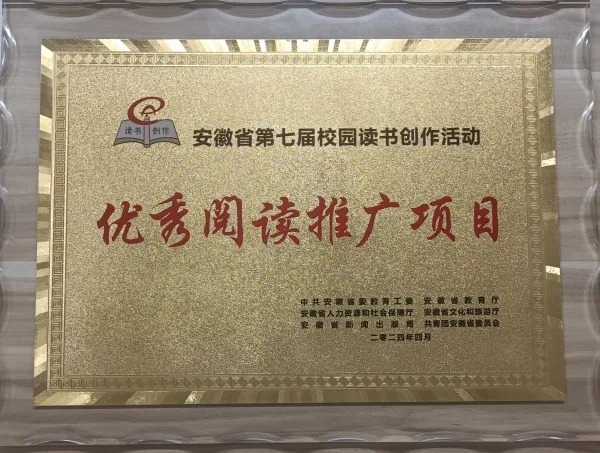 读书 创作
安徽省第七届校园读书创作活动
优秀阅读推广项目
中共安徽省委教育工委 安徽省教育厅
安徽省人力资源和社会保障厅 安徽省文化和旅游厅
安徽省新闻出版局 共青团安徽省委员会
二零二四年四月